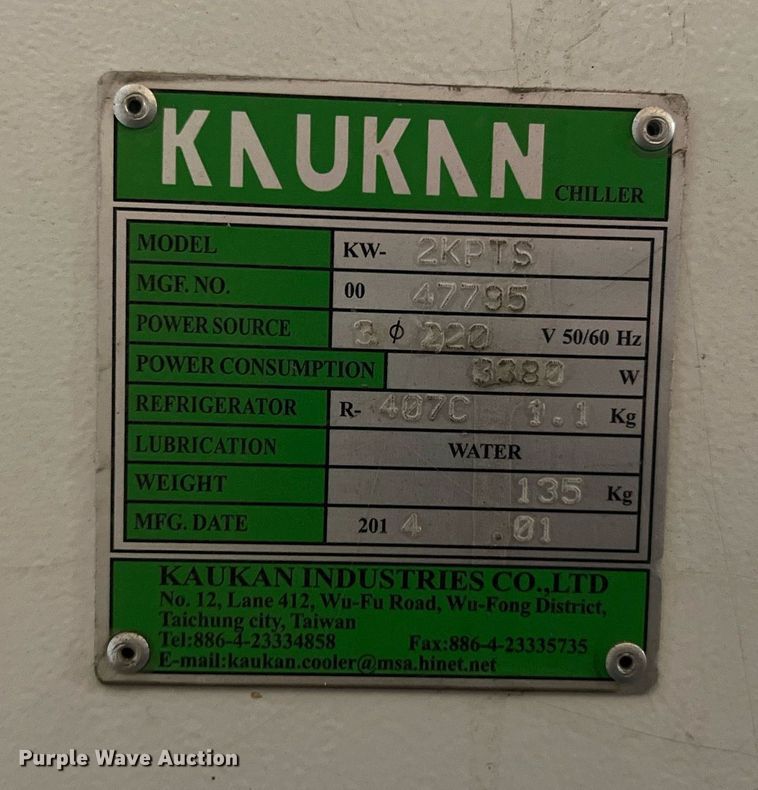 KAUKAN CHILLER
MODEL KW- 2KPTS
MGF. NO. 00 47795
POWER SOURCE 3 ϕ 220 V 50/60 Hz
POWER CONSUMPTION 3380 W
REFRIGERATOR R- 407C 1.1 Kg
LUBRICATION WATER
WEIGHT 135 Kg
MFG. DATE 2014 .01
KAUKAN INDUSTRIES CO.,LTD
No. 12, Lane 412, Wu-Fu Road, Wu-Fong District,
Taichung city, Taiwan
Tel:886-4-23334858 Fax:886-4-23335735
E-mail:kaukan.cooler@msa.hinet.net
Purple Wave Auction